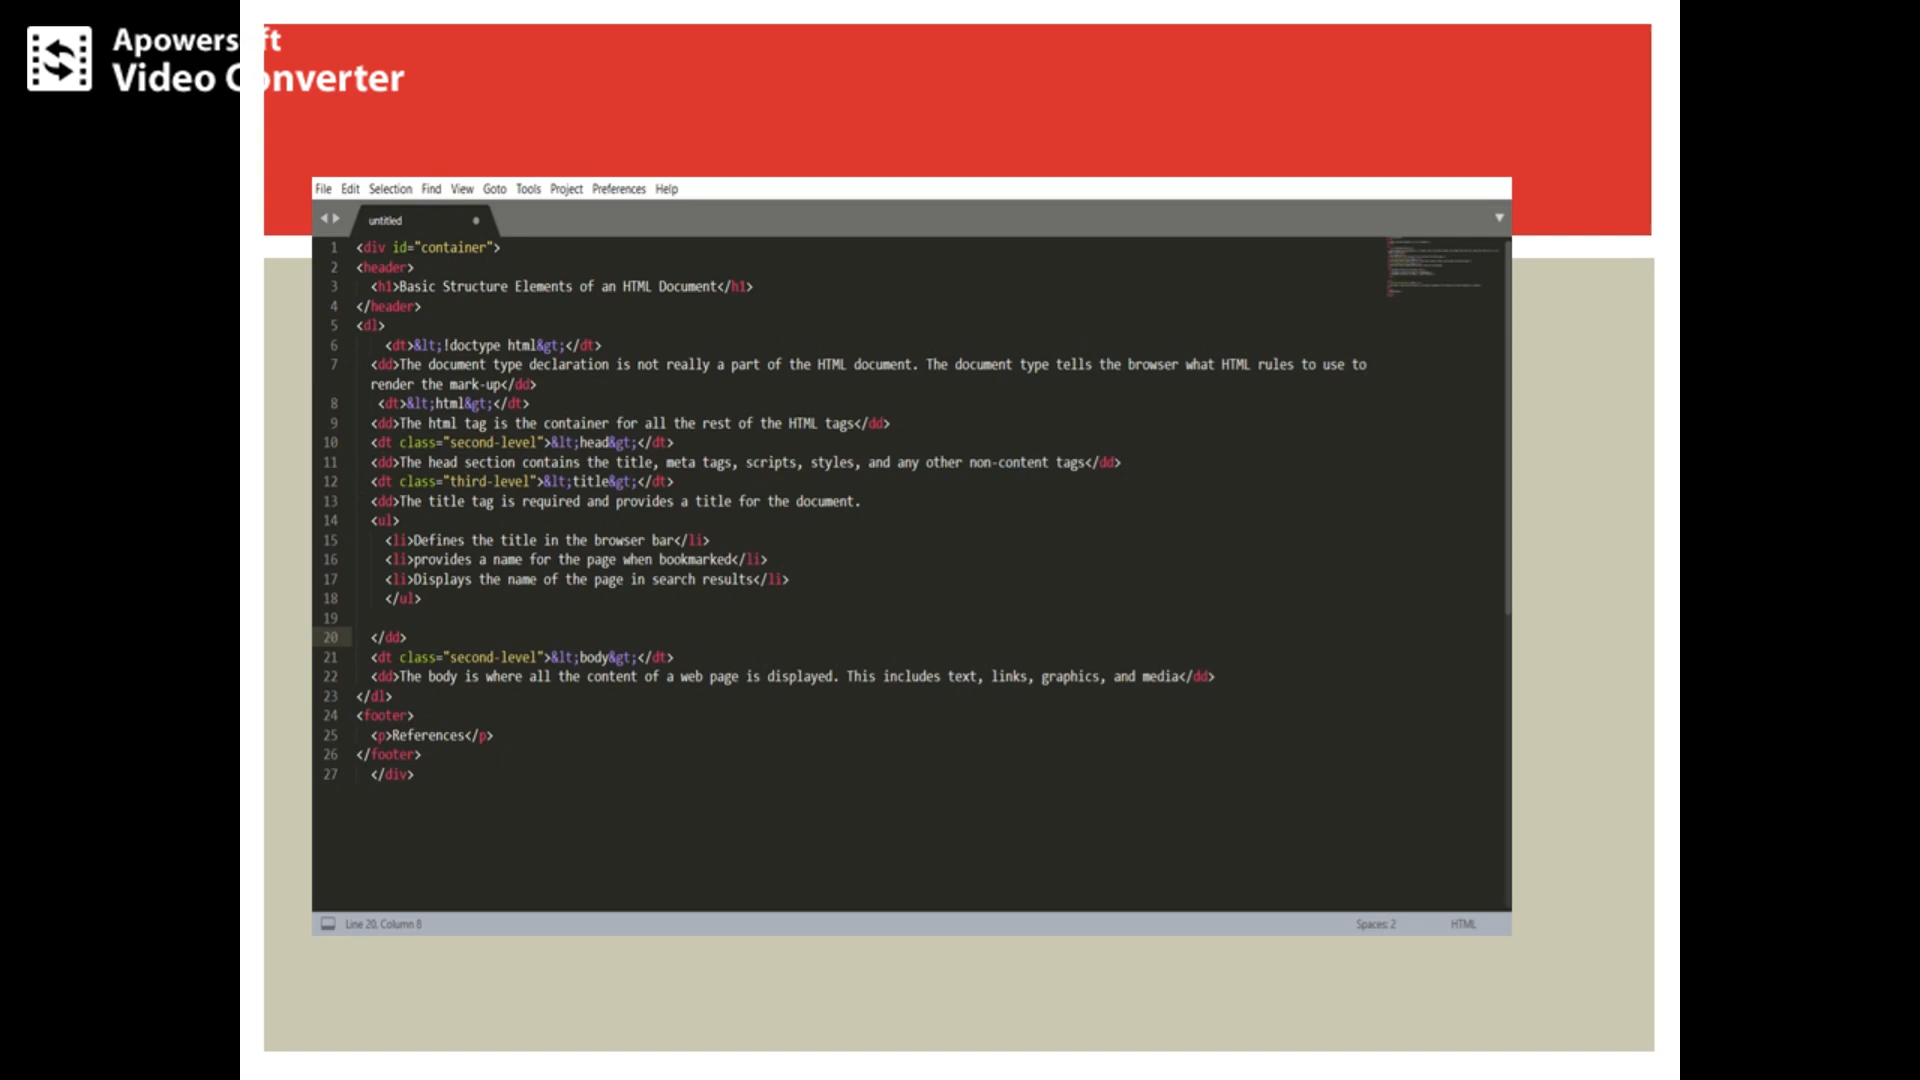 Apowersoft
Video Converter
File Edit Selection Find View Goto Tools Project Preferences Help
untitled
1 <div id="container">
2 <header>
3 <h1>Basic Structure Elements of an HTML Document</h1>
4 </header>
5 <dl>
6 <dt>&lt;!doctype html&gt;</dt>
7 <dd>The document type declaration is not really a part of the HTML document. The document type tells the browser what HTML rules to use to
render the mark-up</dd>
8 <dt>&lt;html&gt;</dt>
9 <dd>The html tag is the container for all the rest of the HTML tags</dd>
10 <dt class="second-level">&lt;head&gt;</dt>
11 <dd>The head section contains the title, meta tags, scripts, styles, and any other non-content tags</dd>
12 <dt class="third-level">&lt;title&gt;</dt>
13 <dd>The title tag is required and provides a title for the document.
14 <ul>
15 <li>Defines the title in the browser bar</li>
16 <li>provides a name for the page when bookmarked</li>
17 <li>Displays the name of the page in search results</li>
18 </ul>
19
20 </dd>
21 <dt class="second-level">&lt;body&gt;</dt>
22 <dd>The body is where all the content of a web page is displayed. This includes text, links, graphics, and media</dd>
23 </dl>
24 <footer>
25 <p>References</p>
26 </footer>
27 </div>
Line 20, Column 8 Spaces: 2 HTML